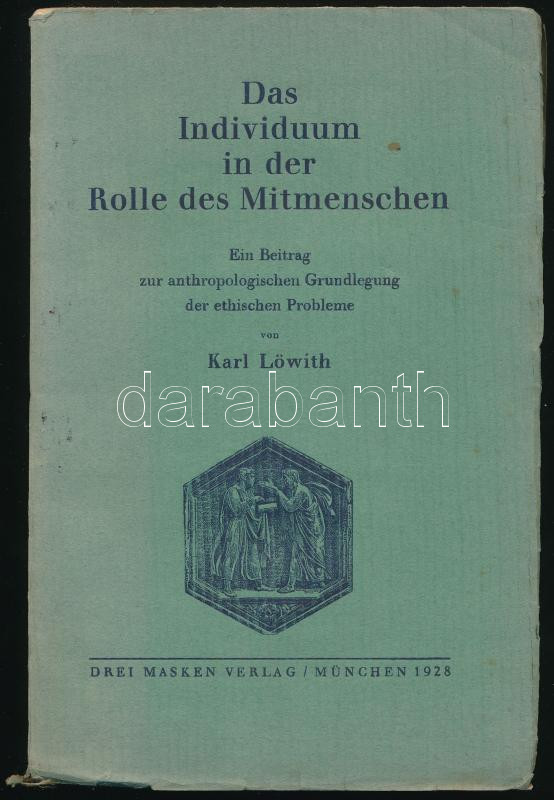 Das
Individuum
in der
Rolle des Mitmenschen
Ein Beitrag
zur anthropologischen Grundlegung
der ethischen Probleme
von
Karl Löwith
darabanth
DREI MASKEN VERLAG / MÜNCHEN 1928